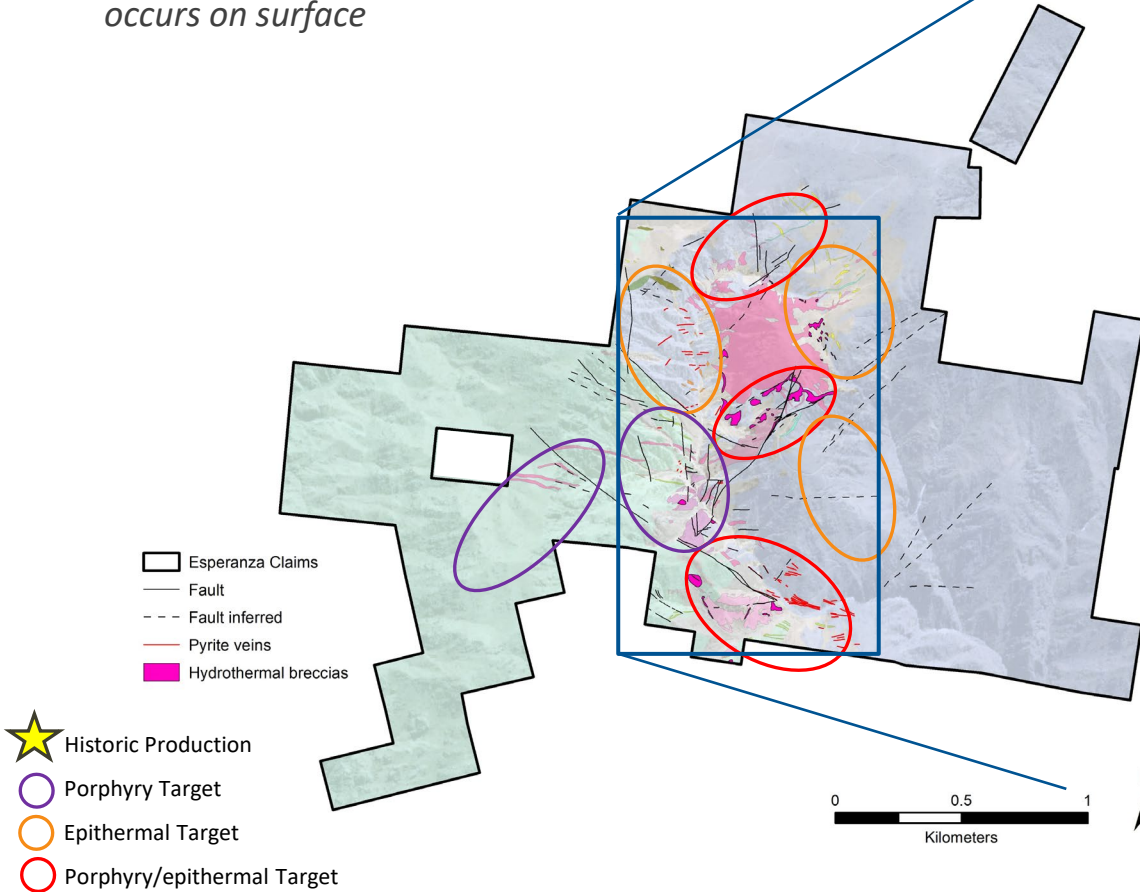 occurs on surface
Esperanza Claims
Fault
Fault inferred
Pyrite veins
Hydrothermal breccias
Historic Production
Porphyry Target
Epithermal Target
Porphyry/epithermal Target
0 0.5 1
Kilometers